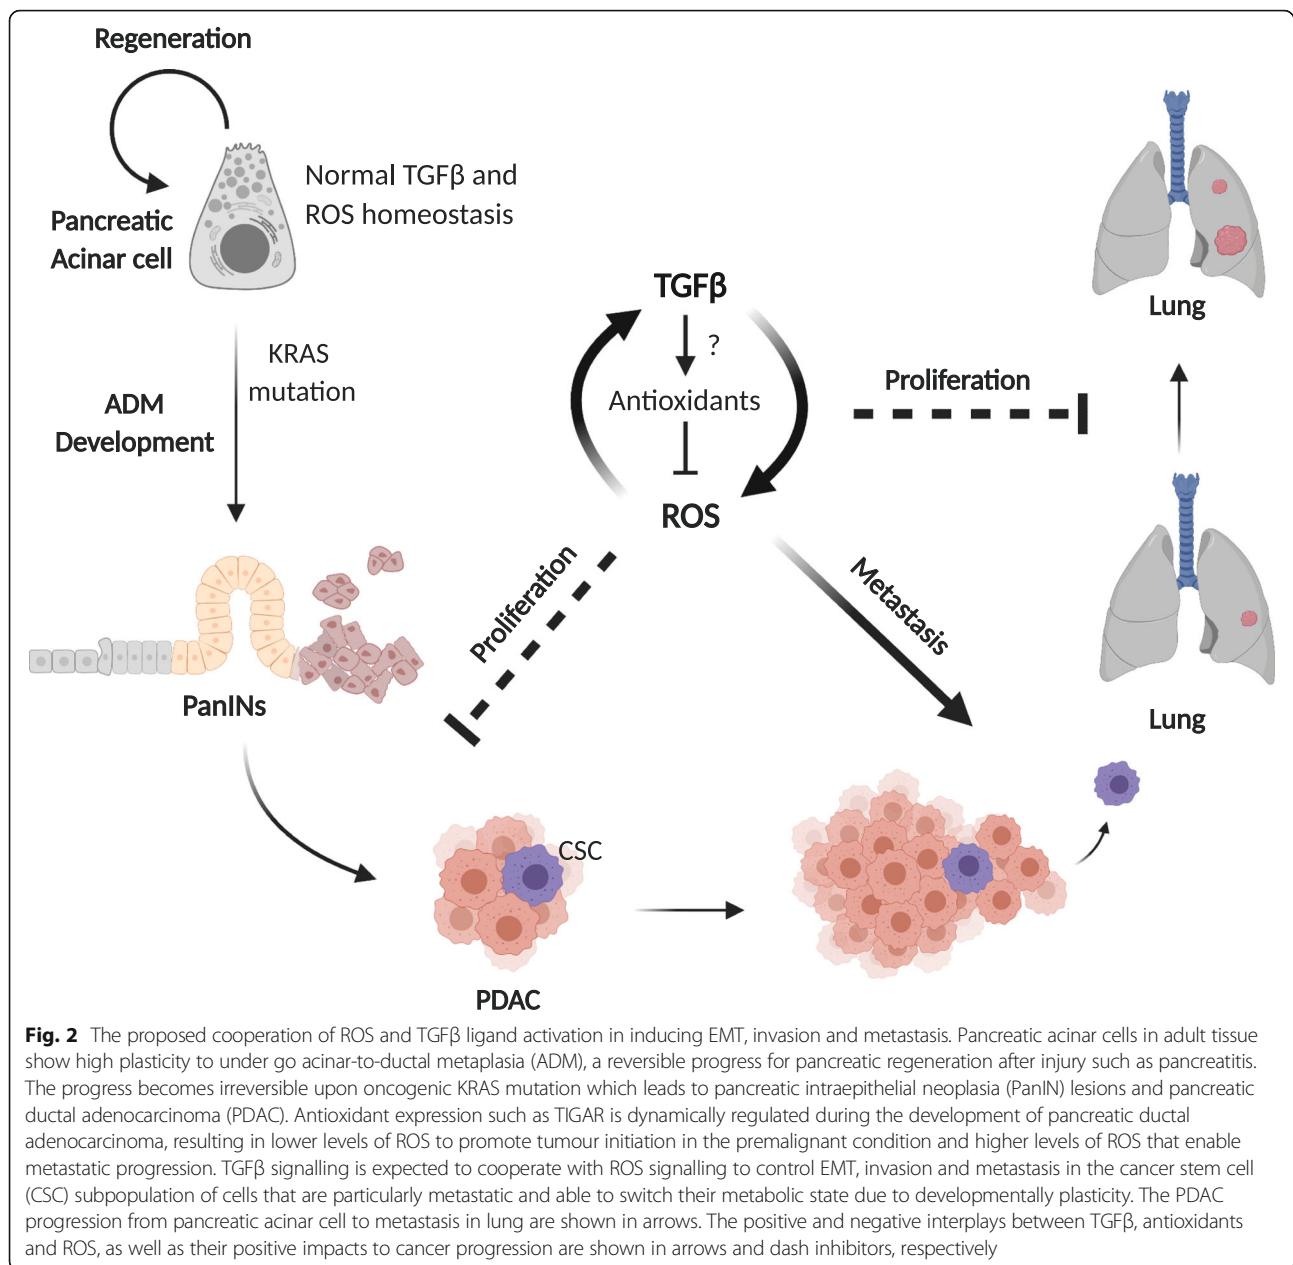 Regeneration
Pancreatic
Acinar cell
Normal TGFβ and
ROS homeostasis
KRAS
mutation
ADM
Development
PanINs
TGFβ
?
Antioxidants
ROS
Proliferation
Proliferation
Metastasis
Lung
Lung
CSC
PDAC
Fig. 2 The proposed cooperation of ROS and TGFβ ligand activation in inducing EMT, invasion and metastasis. Pancreatic acinar cells in adult tissue
show high plasticity to under go acinar-to-ductal metaplasia (ADM), a reversible progress for pancreatic regeneration after injury such as pancreatitis.
The progress becomes irreversible upon oncogenic KRAS mutation which leads to pancreatic intraepithelial neoplasia (PanIN) lesions and pancreatic
ductal adenocarcinoma (PDAC). Antioxidant expression such as TIGAR is dynamically regulated during the development of pancreatic ductal
adenocarcinoma, resulting in lower levels of ROS to promote tumour initiation in the premalignant condition and higher levels of ROS that enable
metastatic progression. TGFβ signalling is expected to cooperate with ROS signalling to control EMT, invasion and metastasis in the cancer stem cell
(CSC) subpopulation of cells that are particularly metastatic and able to switch their metabolic state due to developmentally plasticity. The PDAC
progression from pancreatic acinar cell to metastasis in lung are shown in arrows. The positive and negative interplays between TGFβ, antioxidants
and ROS, as well as their positive impacts to cancer progression are shown in arrows and dash inhibitors, respectively